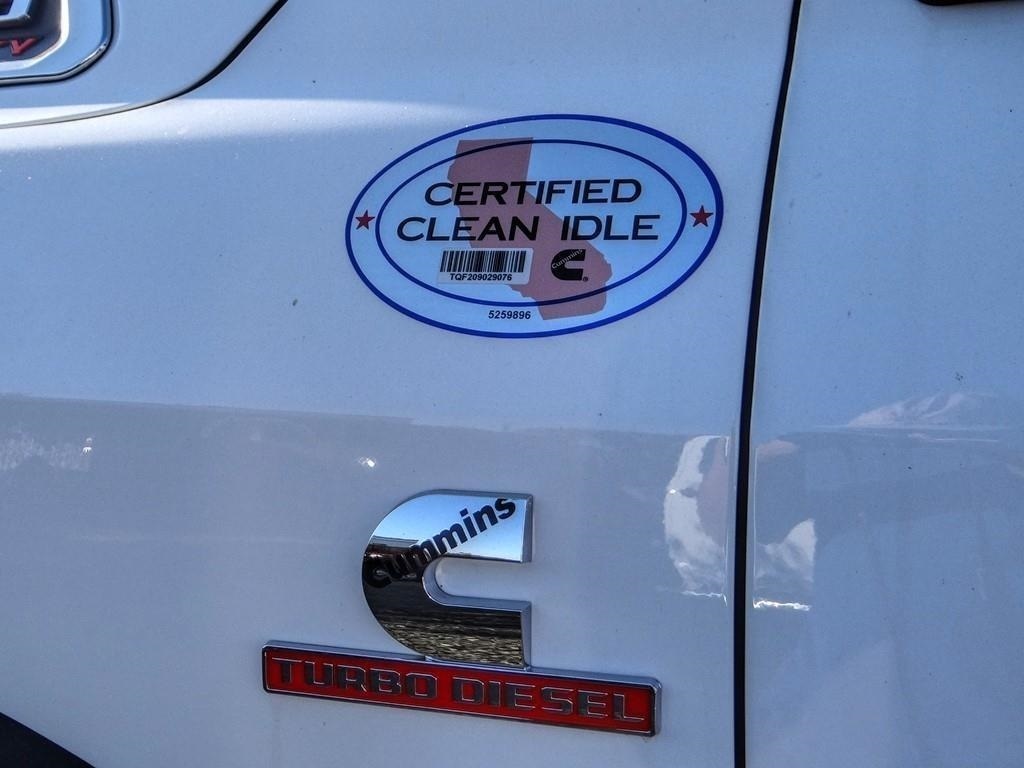 CERTIFIED
CLEAN IDLE
TQF209029076
cummins
5259896
cummins
TURBO DIESEL